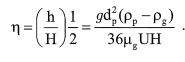 η = (h/H) 1/2 = gd_p^2(ρ_p − ρ_g)/36μ_gUH .